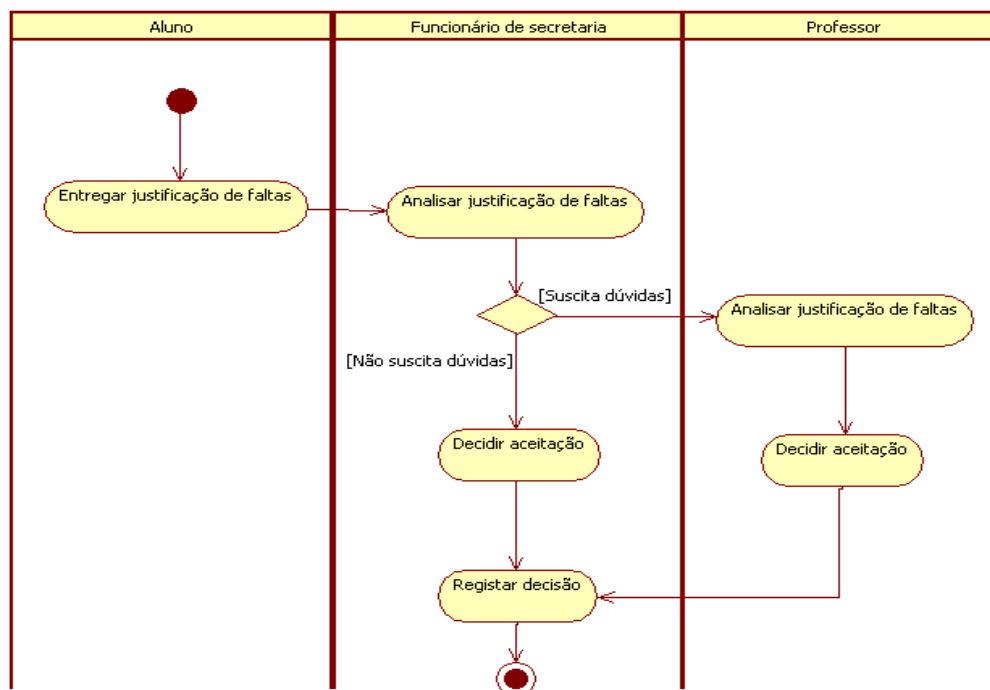 Aluno
Funcionário de secretaria
Professor
Entregar justificação de faltas
Analisar justificação de faltas
[Suscita dúvidas]
Analisar justificação de faltas
[Não suscita dúvidas]
Decidir aceitação
Decidir aceitação
Registar decisão